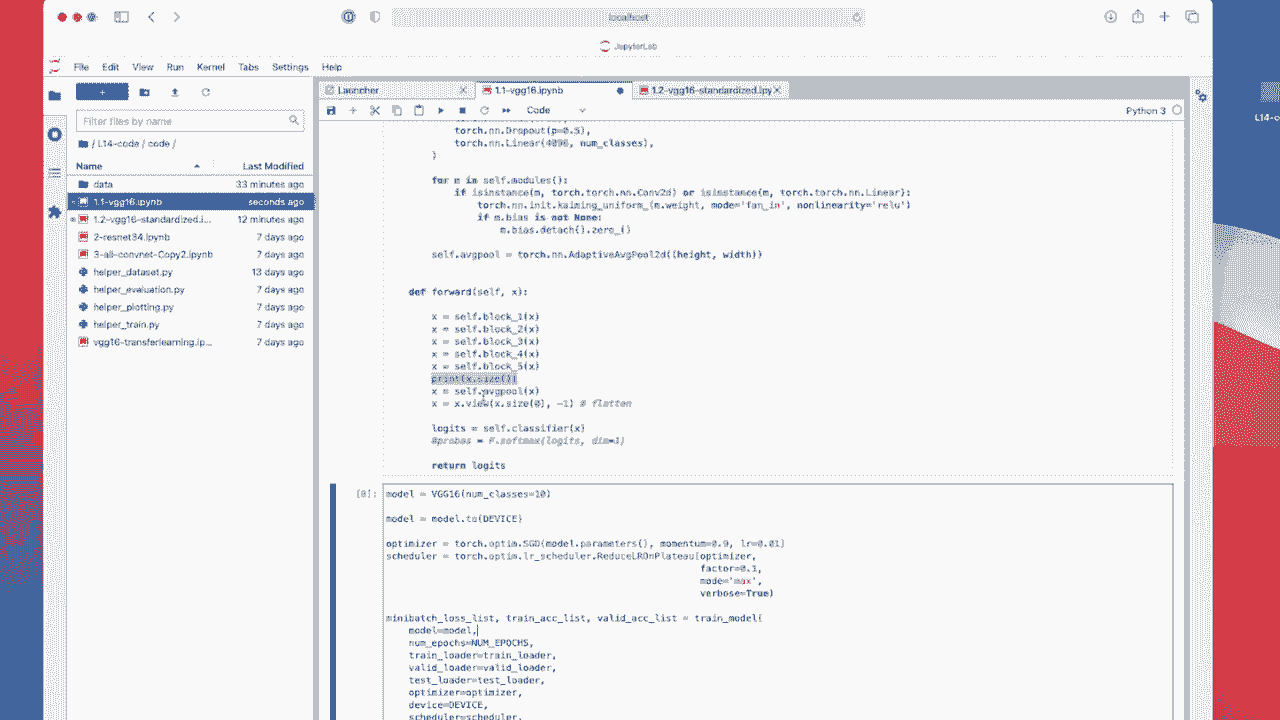 localhost
JupyterLab
File Edit View Run Kernel Tabs Settings Help
Launcher
1.1-vgg16.ipynb
1.2-vgg16-standardized.ipy
Code
Python 3
Filter files by name
/ L14-code / code /
Name Last Modified
data 33 minutes ago
1.1-vgg16.ipynb seconds ago
1.2-vgg16-standardized.i... 12 minutes ago
2-resnet34.ipynb 7 days ago
3-all-convnet-Copy2.ipynb 7 days ago
helper_dataset.py 13 days ago
helper_evaluation.py 7 days ago
helper_plotting.py 7 days ago
helper_train.py 7 days ago
vgg16-transferlearning.ip... 7 days ago
torch.nn.Dropout(p=0.5),
torch.nn.Linear(4096, num_classes),
)
for m in self.modules():
if isinstance(m, torch.torch.nn.Conv2d) or isinstance(m, torch.torch.nn.Linear):
torch.nn.init.kaiming_uniform_(m.weight, mode='fan_in', nonlinearity='relu')
if m.bias is not None:
m.bias.detach().zero_()
self.avgpool = torch.nn.AdaptiveAvgPool2d((height, width))
def forward(self, x):
x = self.block_1(x)
x = self.block_2(x)
x = self.block_3(x)
x = self.block_4(x)
x = self.block_5(x)
print(x.size())
x = self.avgpool(x)
x = x.view(x.size(0), -1) # flatten
logits = self.classifier(x)
#probas = F.softmax(logits, dim=1)
return logits
model = VGG16(num_classes=10)
model = model.to(DEVICE)
optimizer = torch.optim.SGD(model.parameters(), momentum=0.9, lr=0.01)
scheduler = torch.optim.lr_scheduler.ReduceLROnPlateau(optimizer,
factor=0.1,
mode='max',
verbose=True)
minibatch_loss_list, train_acc_list, valid_acc_list = train_model(
model=model,
num_epochs=NUM_EPOCHS,
train_loader=train_loader,
valid_loader=valid_loader,
test_loader=test_loader,
optimizer=optimizer,
device=DEVICE,
scheduler=scheduler,